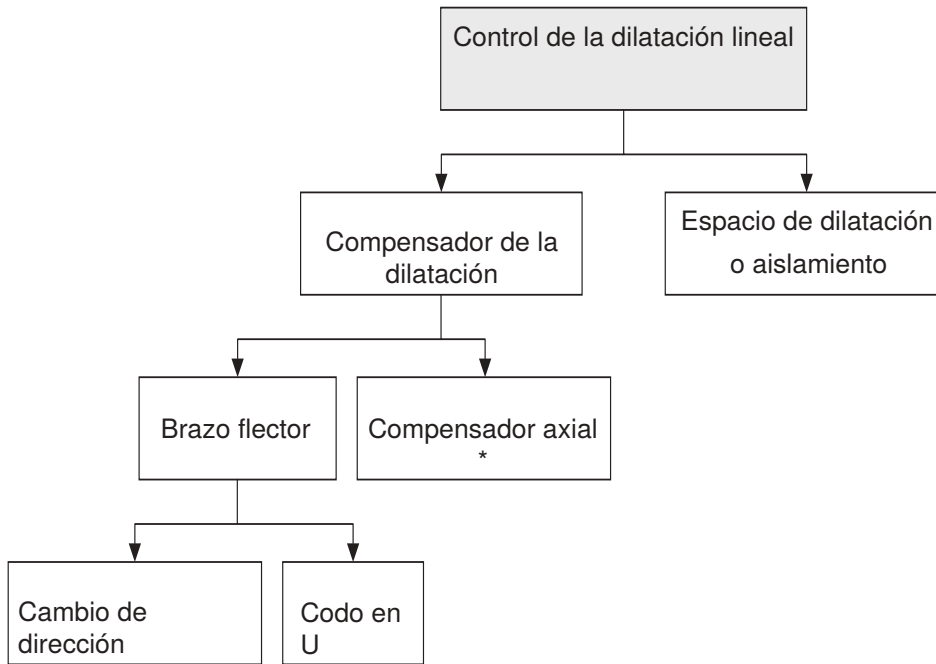 Control de la dilatación lineal
Compensador de la
dilatación
Espacio de dilatación
o aislamiento
Brazo flector
Compensador axial
*
Cambio de
dirección
Codo en
U